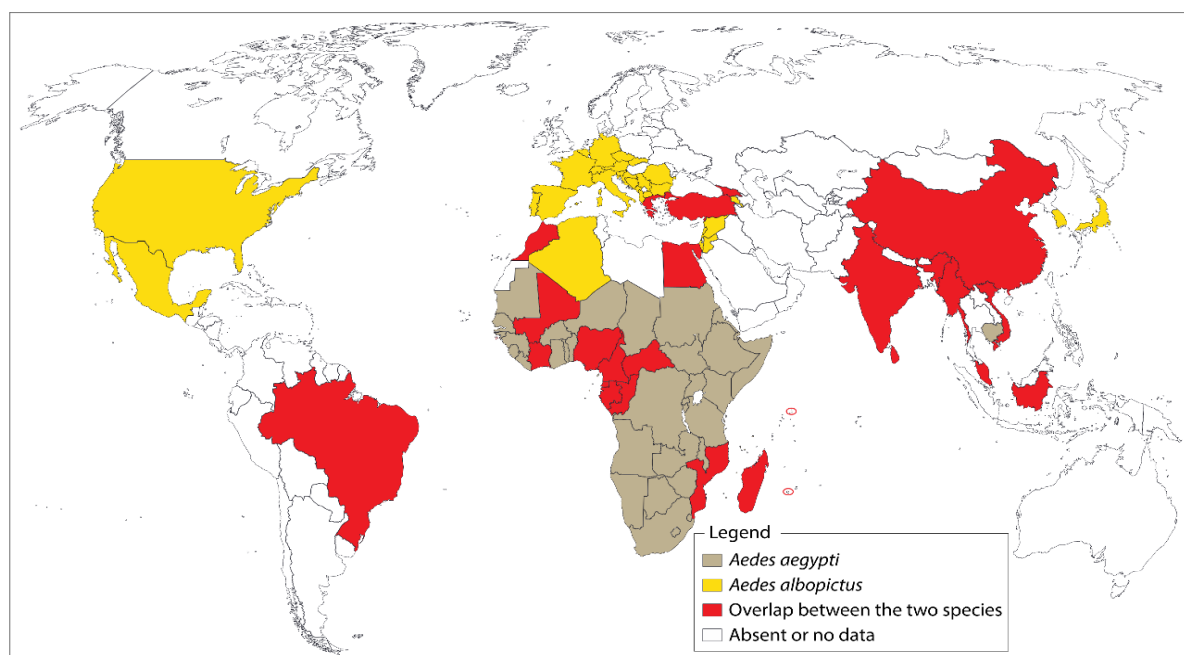 Legend
Aedes aegypti
Aedes albopictus
Overlap between the two species
Absent or no data